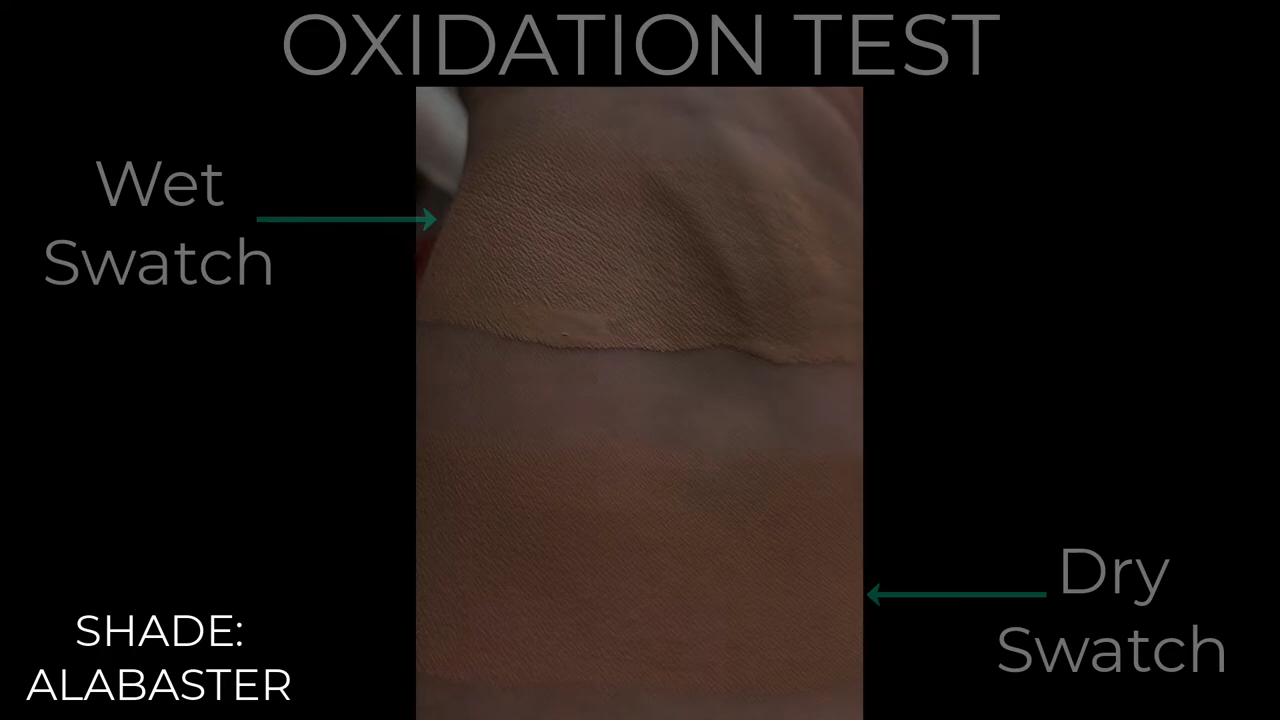 OXIDATION TEST
Wet
Swatch
Dry
Swatch
SHADE:
ALABASTER